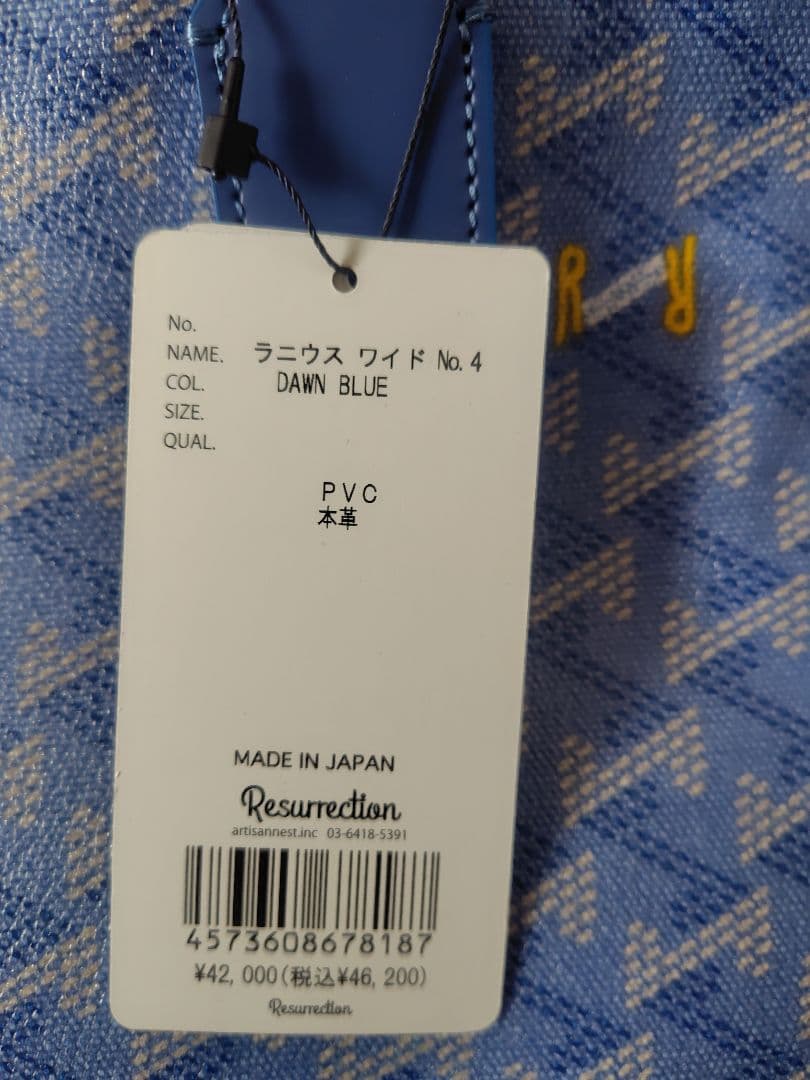 No.
NAME. ラニウス ワイド No.4
COL. DAWN BLUE
SIZE.
QUAL.
PVC
本革
MADE IN JAPAN
Resurrection
artisannest.inc 03-6418-5391
4573608678187
¥42,000(税込¥46,200)
Resurrection
R Y